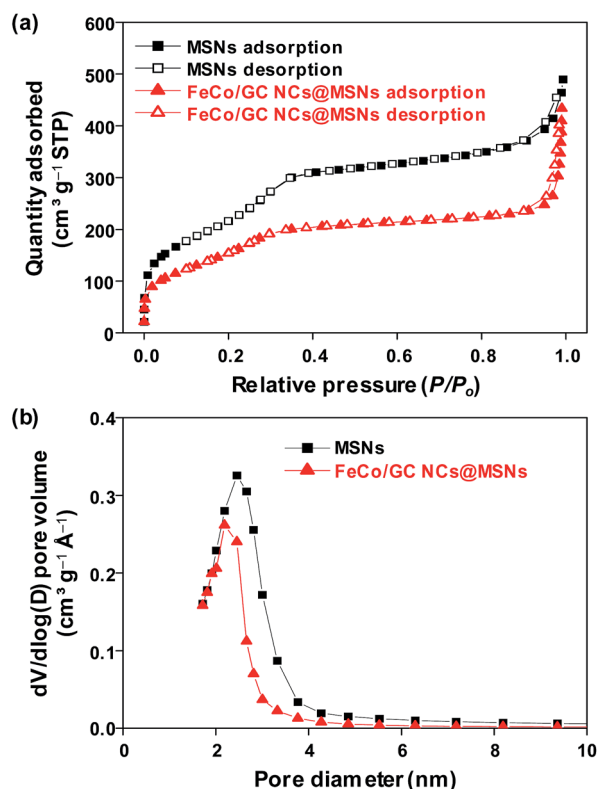 (a)
600
500
400
300
200
100
0
Quantity adsorbed
(cm³ g⁻¹ STP)
MSNs adsorption
MSNs desorption
FeCo/GC NCs@MSNs adsorption
FeCo/GC NCs@MSNs desorption
0.0 0.2 0.4 0.6 0.8 1.0
Relative pressure (P/Pₒ)
(b)
0.4
0.3
0.2
0.1
0.0
dV/dlog(D) pore volume
(cm³ g⁻¹ Å⁻¹)
MSNs
FeCo/GC NCs@MSNs
0 2 4 6 8 10
Pore diameter (nm)